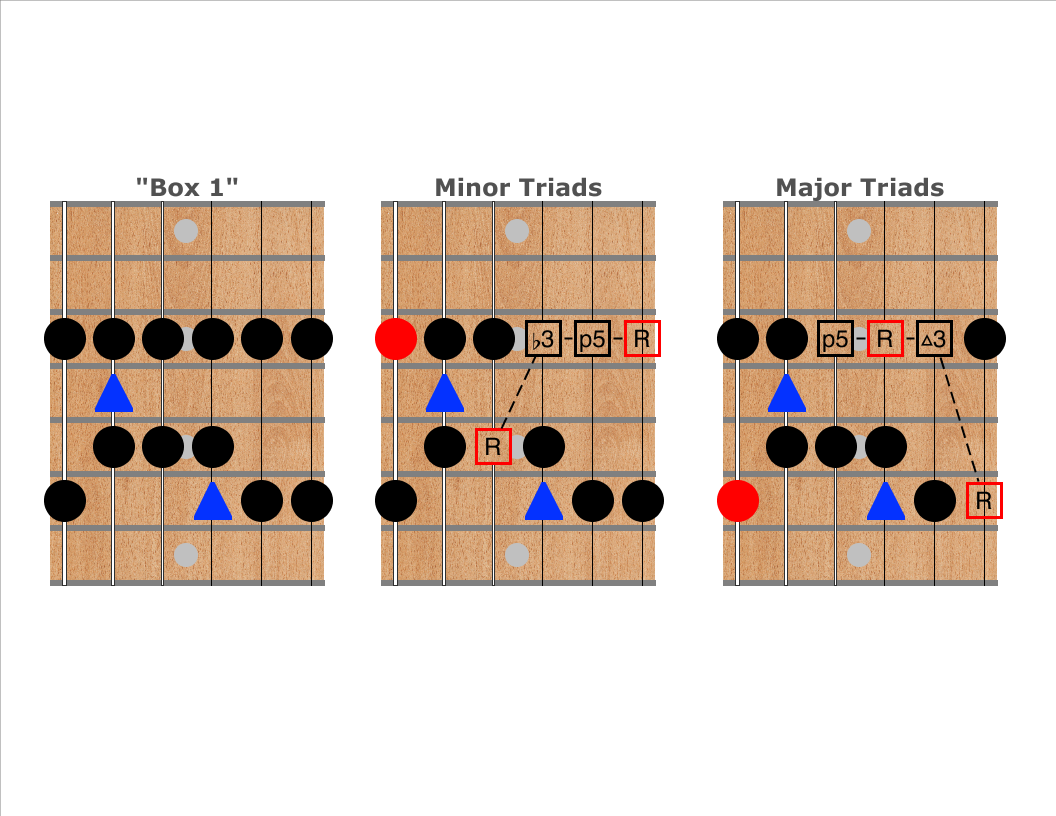 "Box 1"
Minor Triads
Major Triads
♭3 - p5 - R
R
p5 - R - △3
R